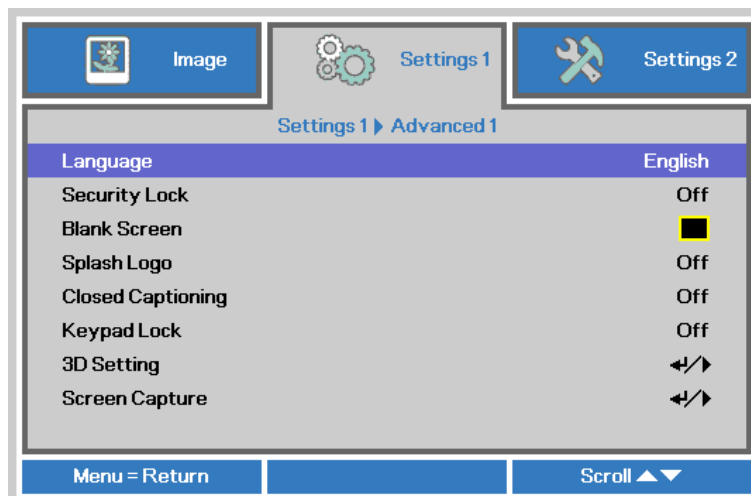 Image Settings 1 Settings 2
Settings 1 Advanced 1
Language English
Security Lock Off
Blank Screen
Splash Logo Off
Closed Captioning Off
Keypad Lock Off
3D Setting
Screen Capture
Menu = Return Scroll